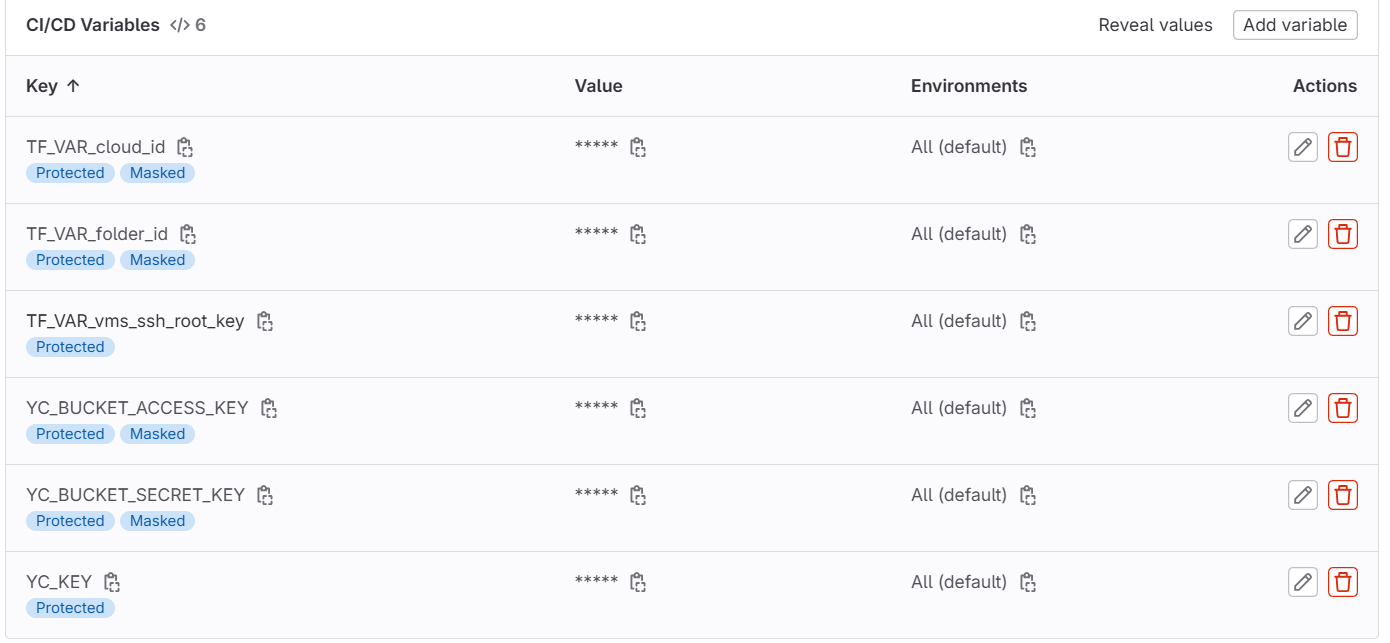 CI/CD Variables </> 6 Reveal values Add variable
Key ↑ Value Environments Actions
TF_VAR_cloud_id ***** All (default)
Protected Masked
TF_VAR_folder_id ***** All (default)
Protected Masked
TF_VAR_vms_ssh_root_key ***** All (default)
Protected
YC_BUCKET_ACCESS_KEY ***** All (default)
Protected Masked
YC_BUCKET_SECRET_KEY ***** All (default)
Protected Masked
YC_KEY ***** All (default)
Protected